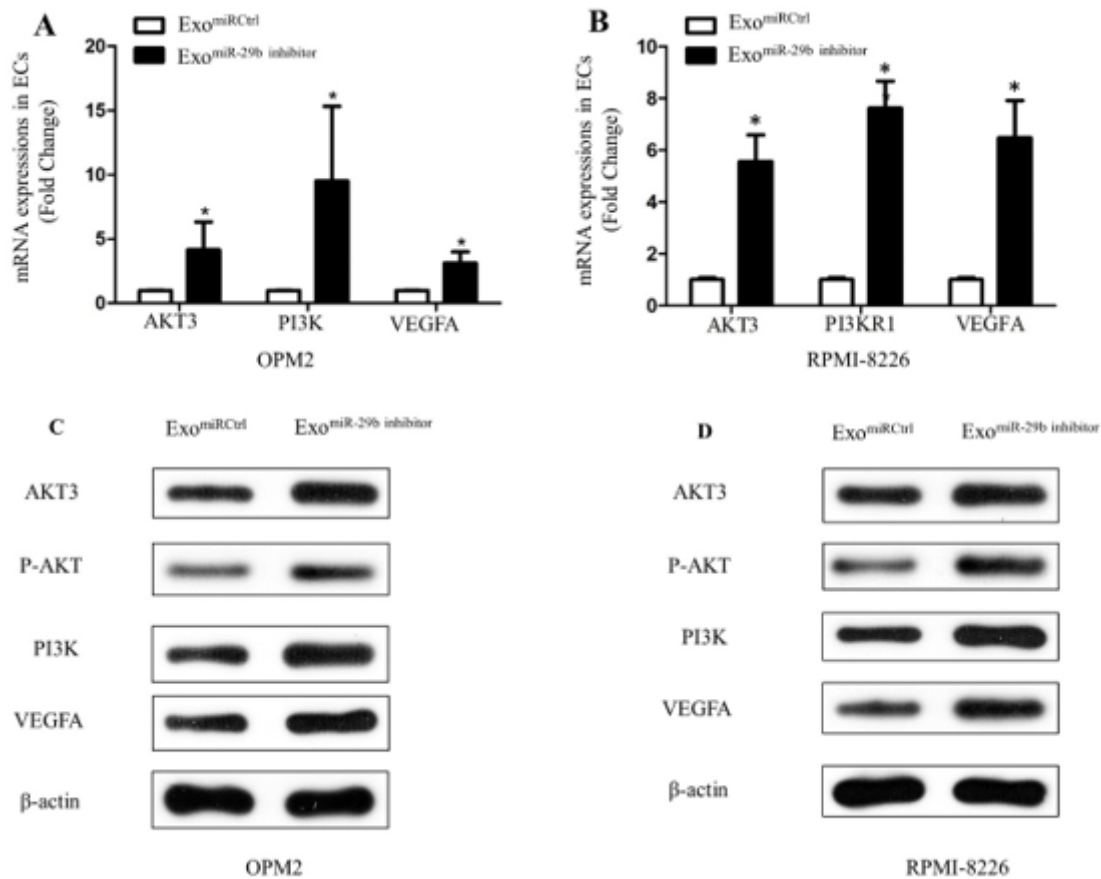 A
Exo^miRCtrl
Exo^miR-29b inhibitor
mRNA expressions in ECs
(Fold Change)
20
15
10
5
0
*
*
*
AKT3 PI3K VEGFA
OPM2
B
Exo^miRCtrl
Exo^miR-29b inhibitor
mRNA expressions in ECs
(Fold Change)
10
8
6
4
2
0
*
*
*
AKT3 PI3KR1 VEGFA
RPMI-8226
C
Exo^miRCtrl Exo^miR-29b inhibitor
AKT3
P-AKT
PI3K
VEGFA
β-actin
OPM2
D
Exo^miRCtrl Exo^miR-29b inhibitor
AKT3
P-AKT
PI3K
VEGFA
β-actin
RPMI-8226